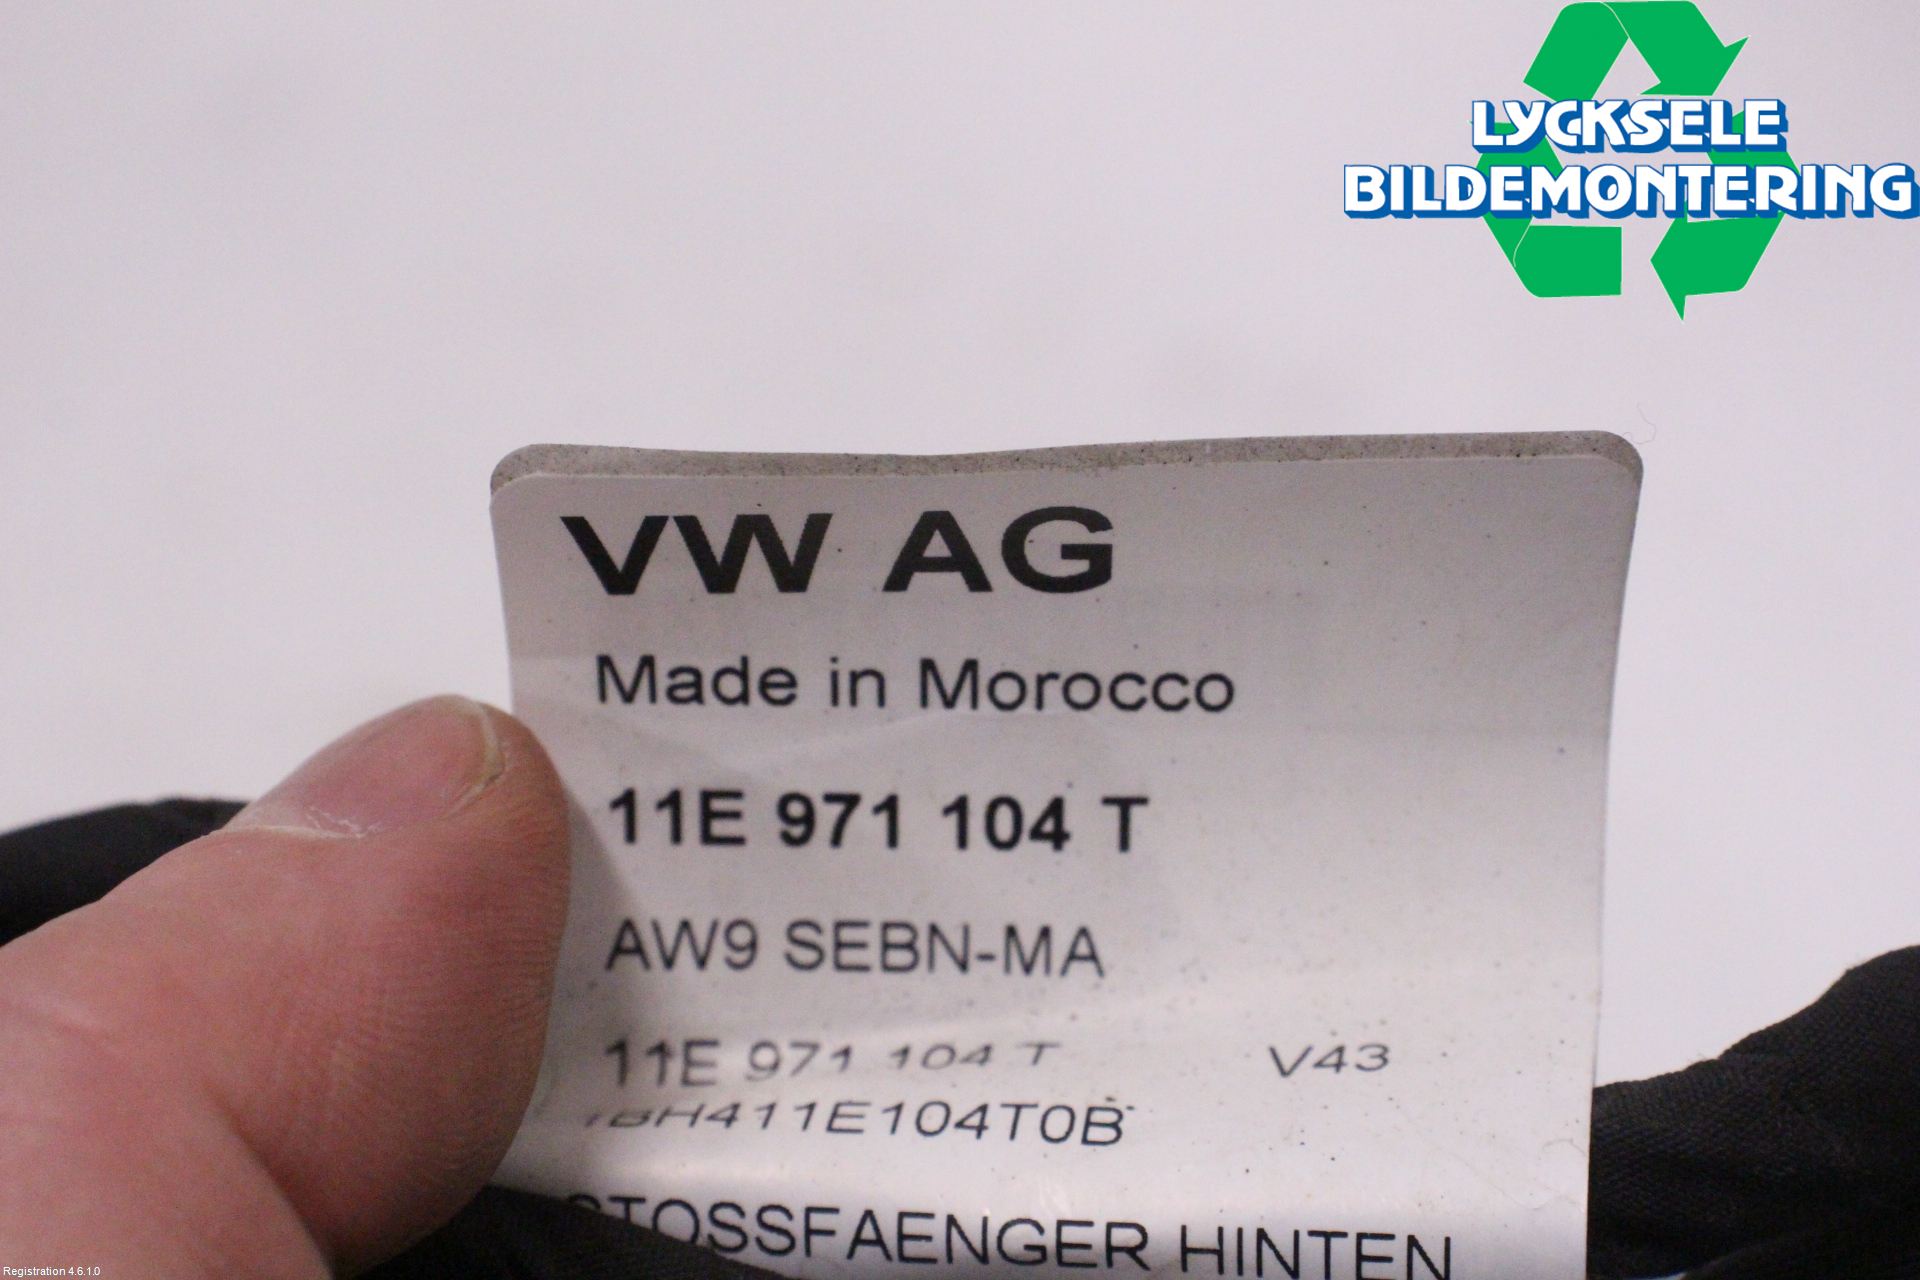 LYCKSELE
BILDEMONTERING
VW AG
Made in Morocco
11E 971 104 T
AW9 SEBN-MA
11E 971 104 T V43
STOSSFAENGER HINTEN
Registration 4.6.1.0